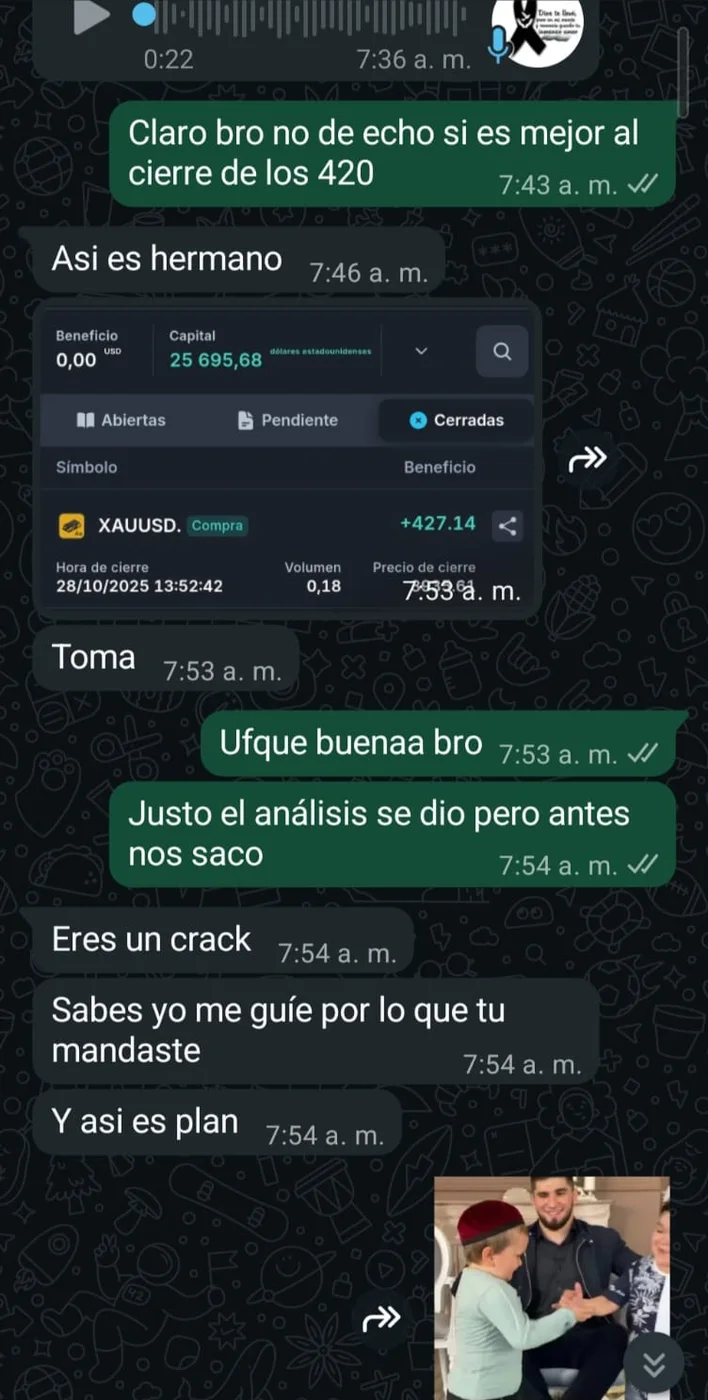 0:22 7:36 a. m.
Claro bro no de echo si es mejor al
cierre de los 420 7:43 a. m.
Asi es hermano 7:46 a. m.
Beneficio Capital
0,00 USD 25 695,68 dólares estadounidenses
Abiertas Pendiente Cerradas
Símbolo Beneficio
XAUUSD. Compra +427.14
Hora de cierre Volumen Precio de cierre
28/10/2025 13:52:42 0,18
7:53 a. m.
Toma 7:53 a. m.
Ufque buenaa bro 7:53 a. m.
Justo el análisis se dio pero antes
nos saco 7:54 a. m.
Eres un crack 7:54 a. m.
Sabes yo me guíe por lo que tu
mandaste 7:54 a. m.
Y asi es plan 7:54 a. m.